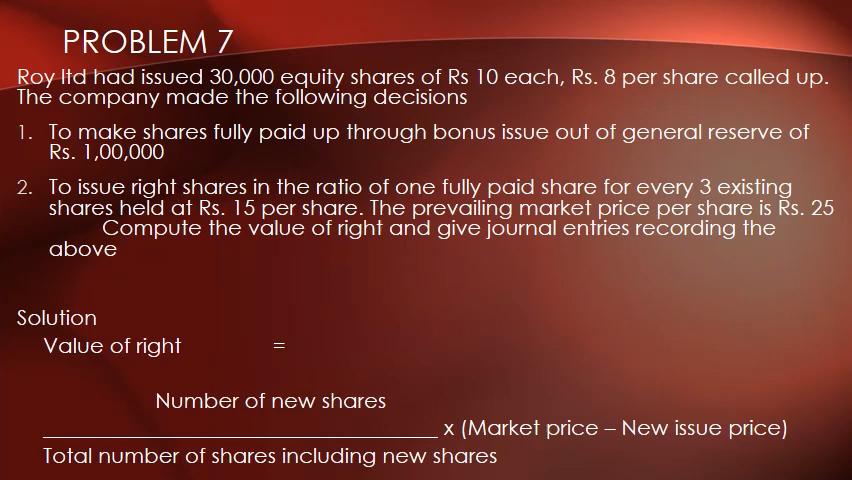 PROBLEM 7
Roy ltd had issued 30,000 equity shares of Rs 10 each, Rs. 8 per share called up.
The company made the following decisions
1. To make shares fully paid up through bonus issue out of general reserve of
Rs. 1,00,000
2. To issue right shares in the ratio of one fully paid share for every 3 existing
shares held at Rs. 15 per share. The prevailing market price per share is Rs. 25
Compute the value of right and give journal entries recording the
above
Solution
Value of right =
Number of new shares
____________________________________ x (Market price – New issue price)
Total number of shares including new shares